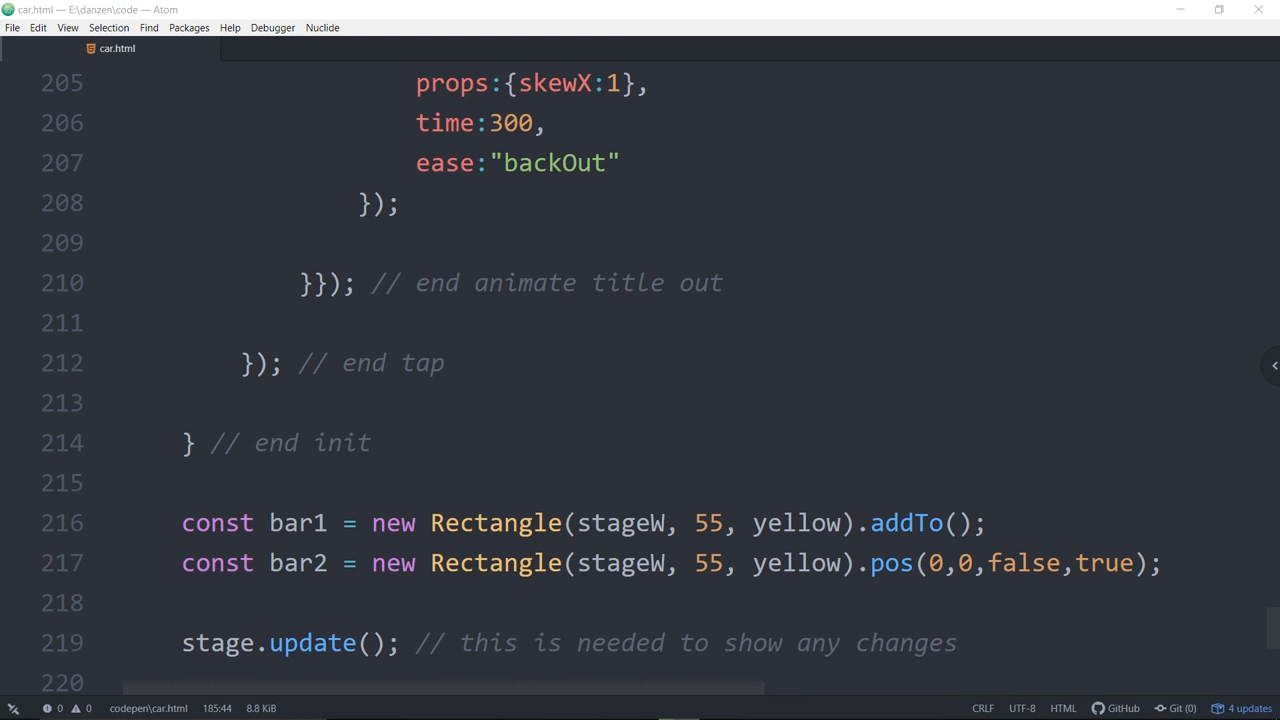 car.html — E:\danzen\code — Atom
File Edit View Selection Find Packages Help Debugger Nuclide
car.html
205 props:{skewX:1},
206 time:300,
207 ease:"backOut"
208 });
209
210 }}); // end animate title out
211
212 }); // end tap
213
214 } // end init
215
216 const bar1 = new Rectangle(stageW, 55, yellow).addTo();
217 const bar2 = new Rectangle(stageW, 55, yellow).pos(0,0,false,true);
218
219 stage.update(); // this is needed to show any changes
220
0 0 codepen\car.html 185:44 8.8 KiB CRLF UTF-8 HTML GitHub Git (0) 4 updates